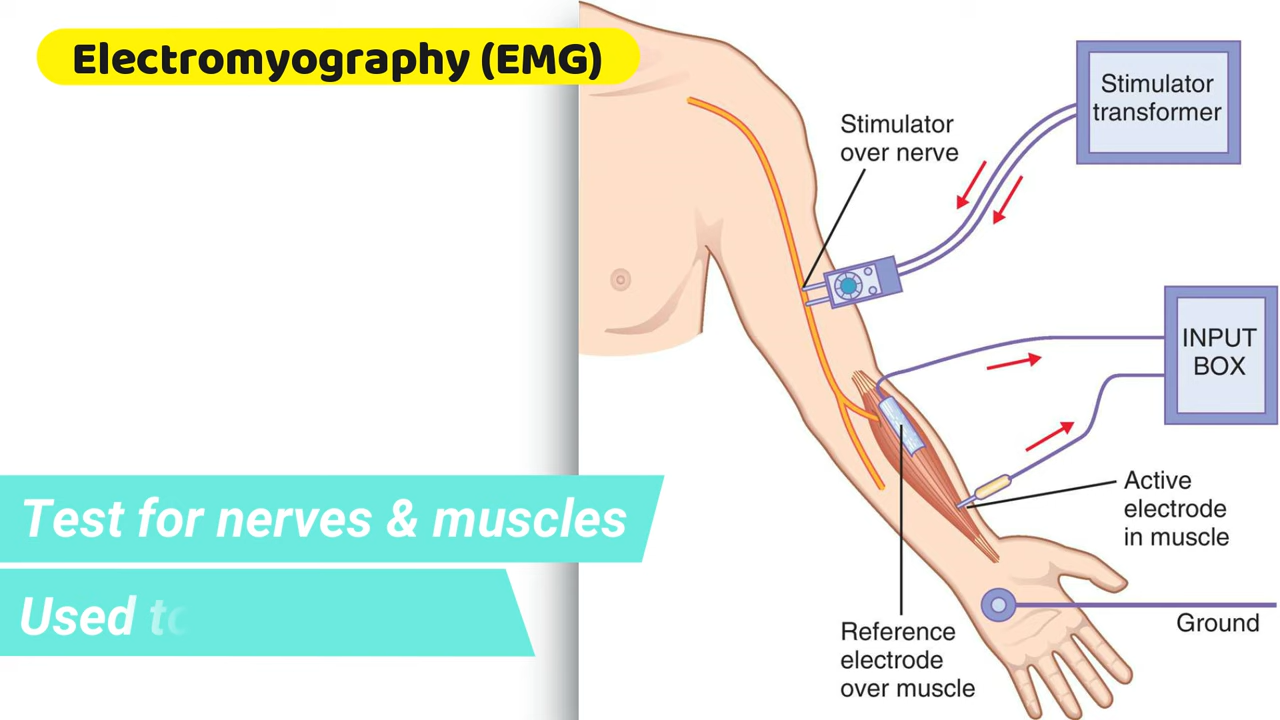 Electromyography (EMG)
Stimulator
transformer
Stimulator
over nerve
INPUT
BOX
Active
electrode
in muscle
Test for nerves & muscles
Used
Ground
Reference
electrode
over muscle